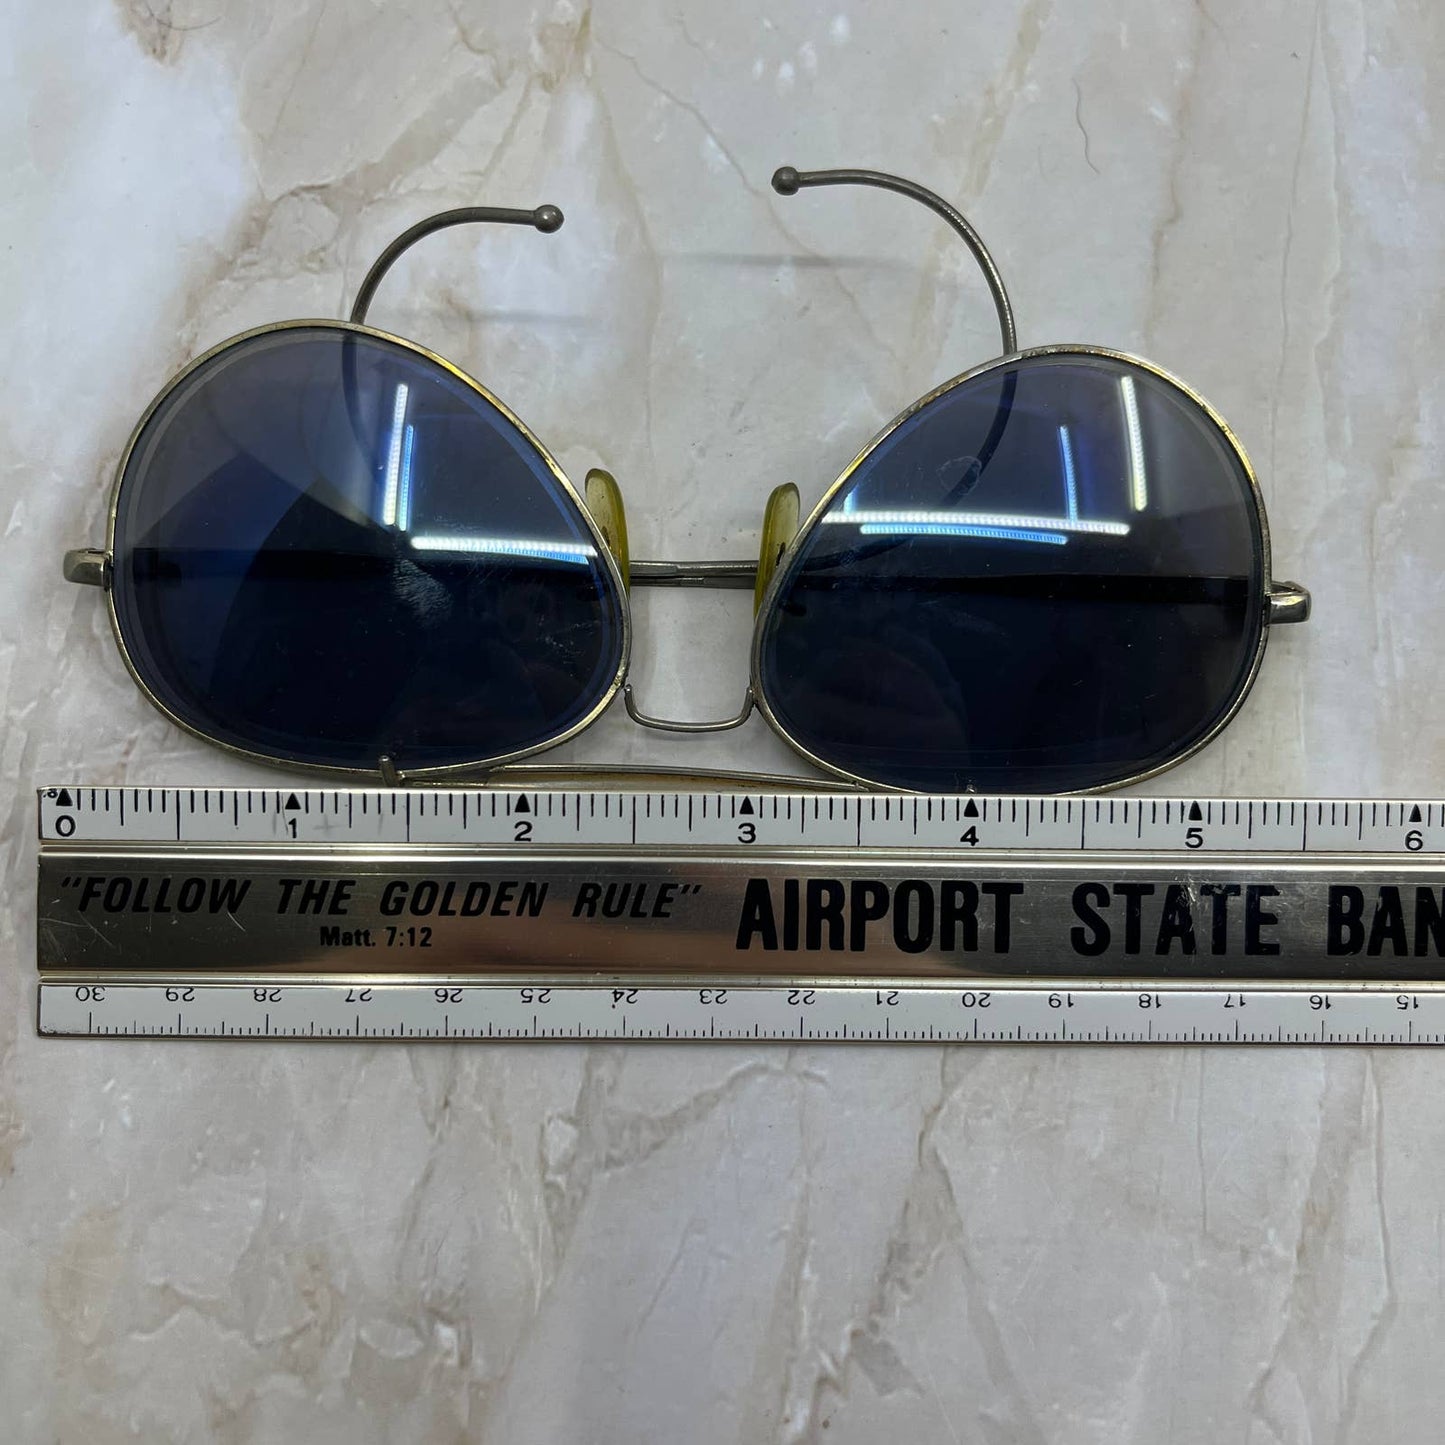 0 1 2 3 4 5 6
"FOLLOW THE GOLDEN RULE" AIRPORT STATE BAN
Matt. 7:12
30 29 28 27 26 25 24 23 22 21 20 19 18 17 16 15